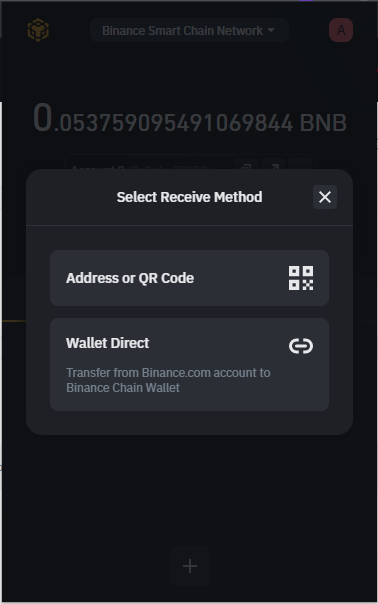 Binance Smart Chain Network
A
0.053759095491069844 BNB
Select Receive Method
Address or QR Code
Wallet Direct
Transfer from Binance.com account to
Binance Chain Wallet